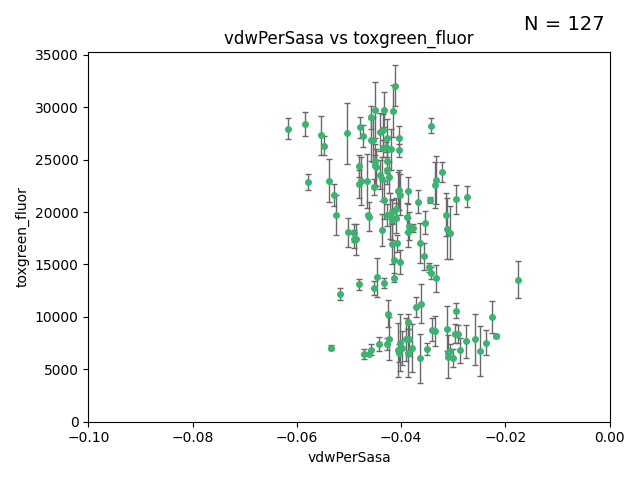 N = 127
vdwPerSasa vs toxgreen_fluor
35000
30000
25000
20000
15000
10000
5000
0
toxgreen_fluor
−0.10 −0.08 −0.06 −0.04 −0.02 0.00
vdwPerSasa